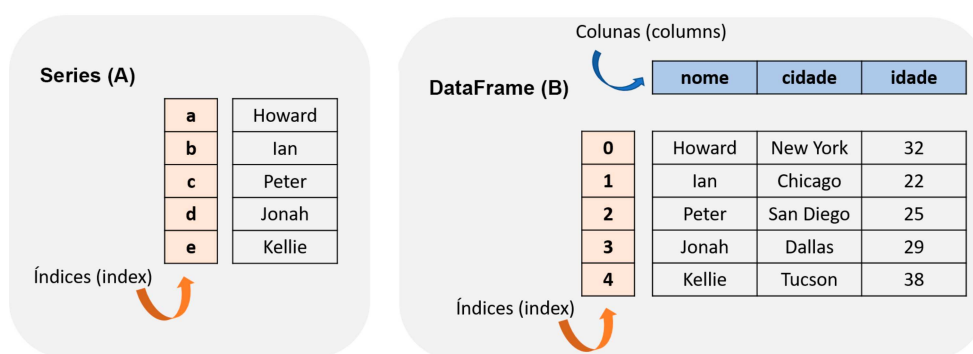 Series (A)
a Howard
b Ian
c Peter
d Jonah
e Kellie
Índices (index)
Colunas (columns)
DataFrame (B)
nome cidade idade
0 Howard New York 32
1 Ian Chicago 22
2 Peter San Diego 25
3 Jonah Dallas 29
4 Kellie Tucson 38
Índices (index)